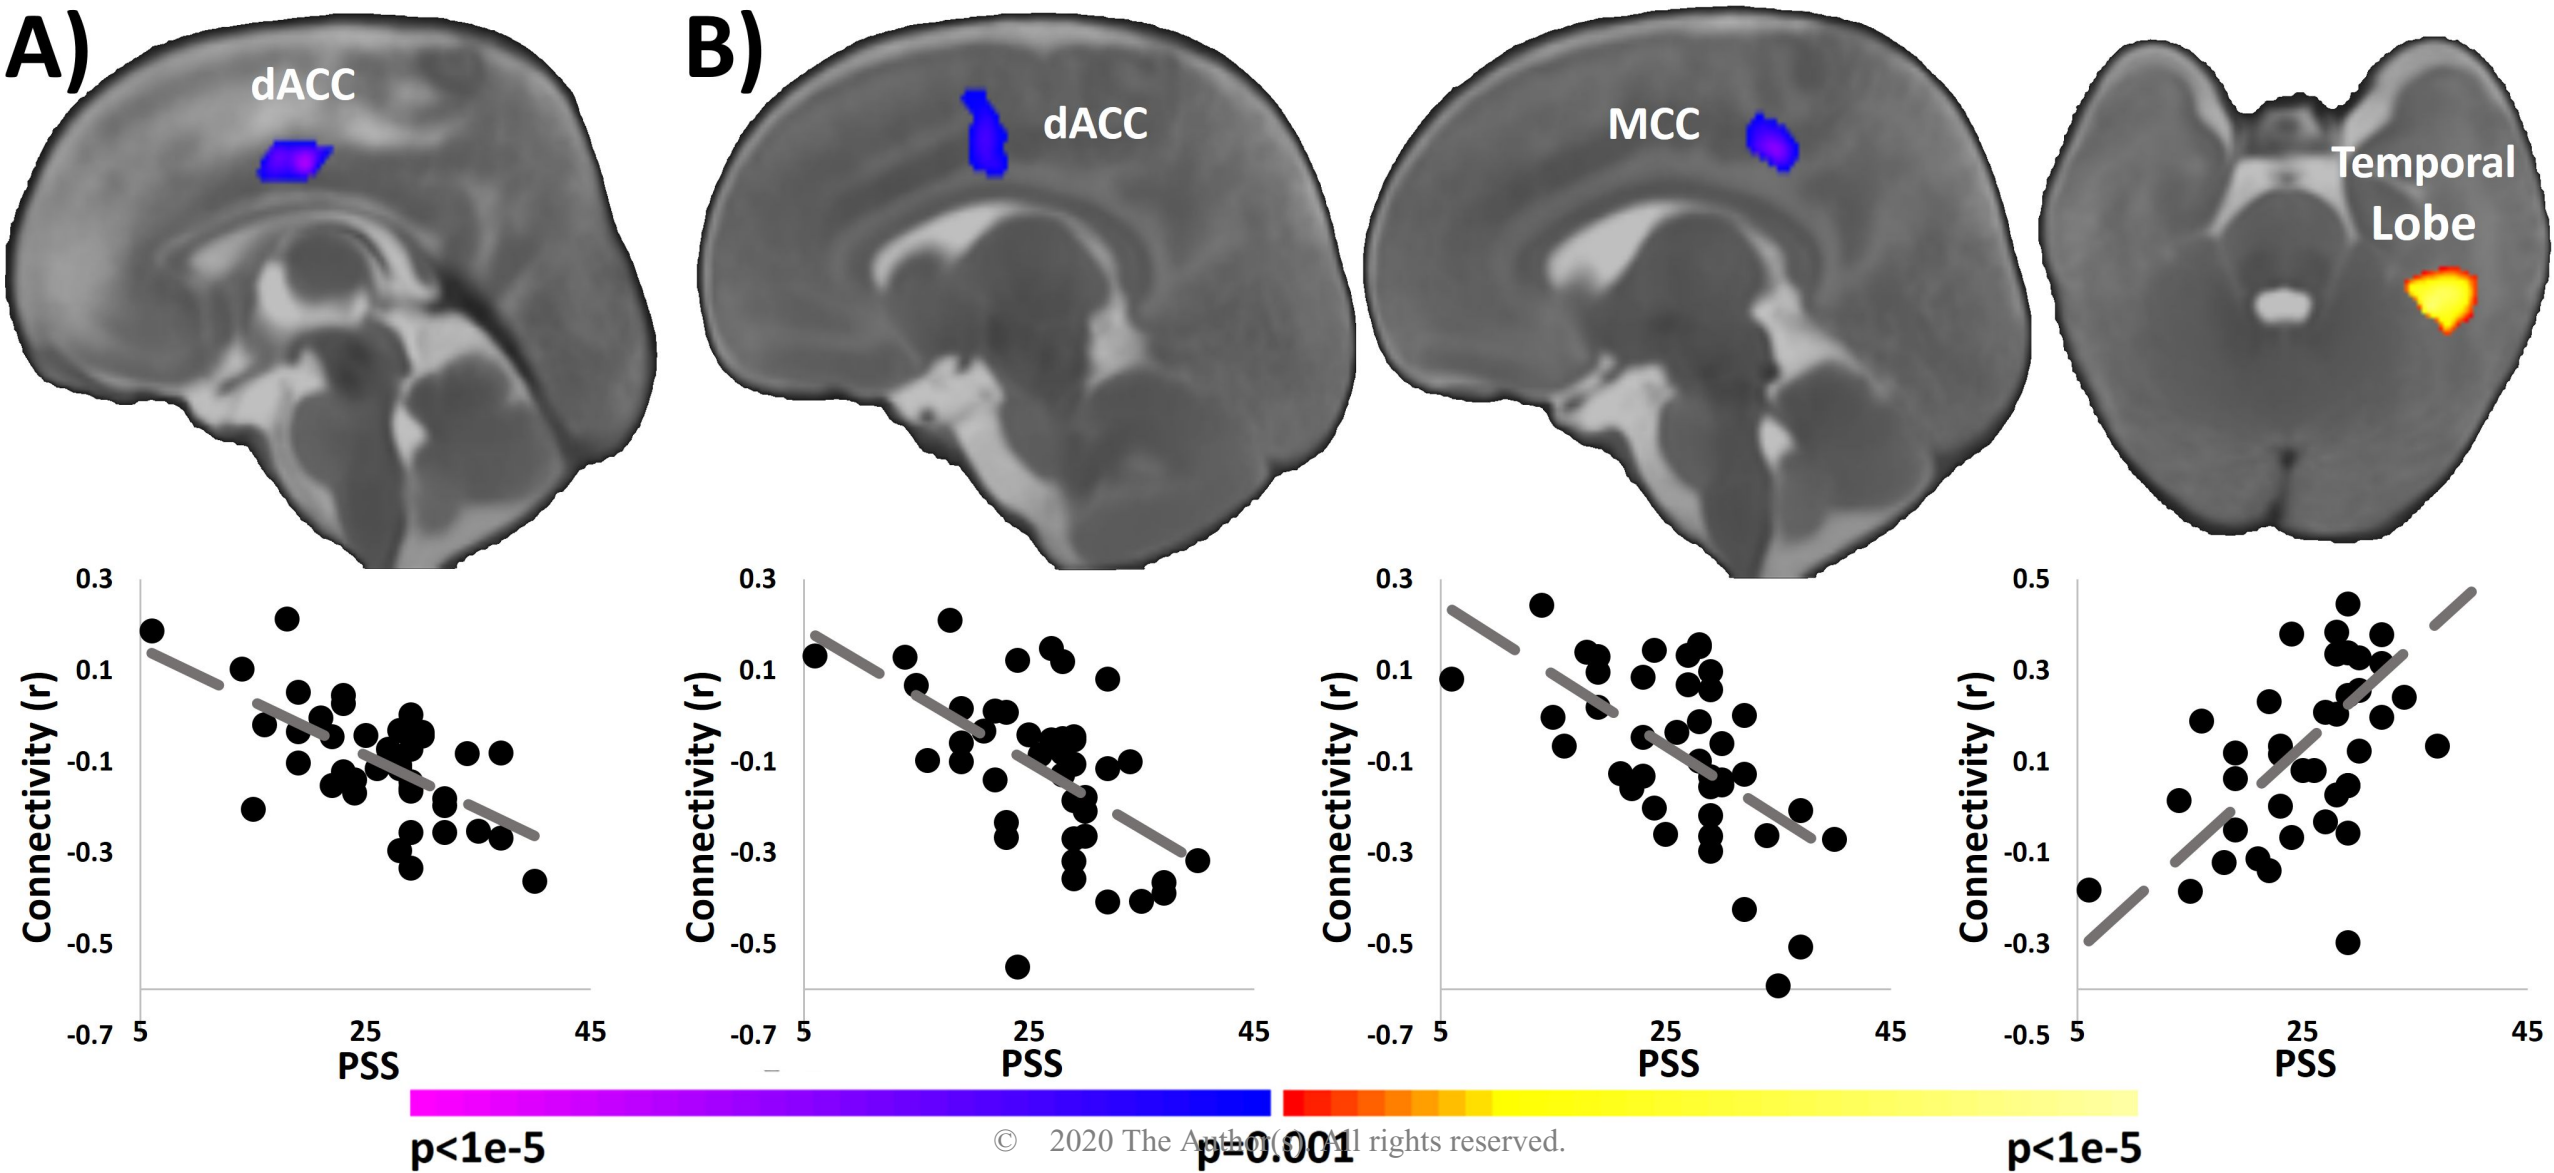 A)
dACC
B)
dACC
MCC
Temporal
Lobe
0.3
0.1
-0.1
-0.3
-0.5
-0.7
Connectivity (r)
5
25
45
PSS
0.3
0.1
-0.1
-0.3
-0.5
-0.7
Connectivity (r)
5
25
45
PSS
0.3
0.1
-0.1
-0.3
-0.5
-0.7
Connectivity (r)
5
25
45
PSS
0.5
0.3
0.1
-0.1
-0.3
-0.5
Connectivity (r)
5
25
45
PSS
p<1e-5
p=0.001
p<1e-5
© 2020 The Author(s). All rights reserved.